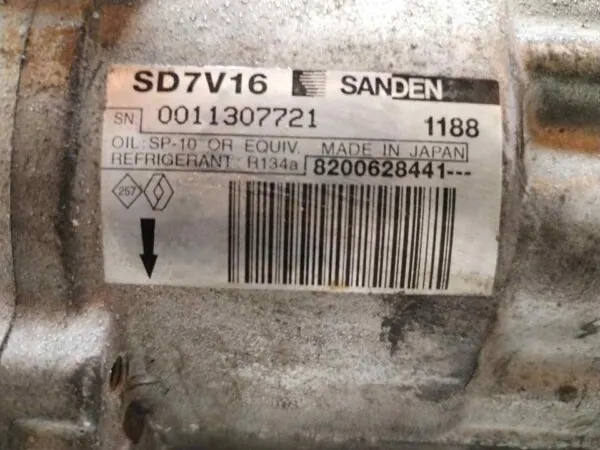 SD7V16 SANDEN
SN 0011307721 1188
OIL: SP-10 OR EQUIV. MADE IN JAPAN
REFRIGERANT: R134a 8200628441---
257